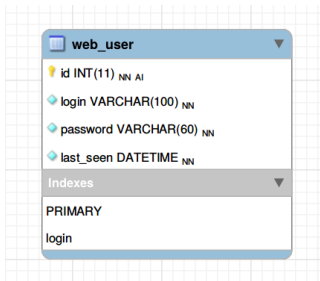 web_user
id INT(11) NN AI
login VARCHAR(100) NN
password VARCHAR(60) NN
last_seen DATETIME NN
Indexes
PRIMARY
login